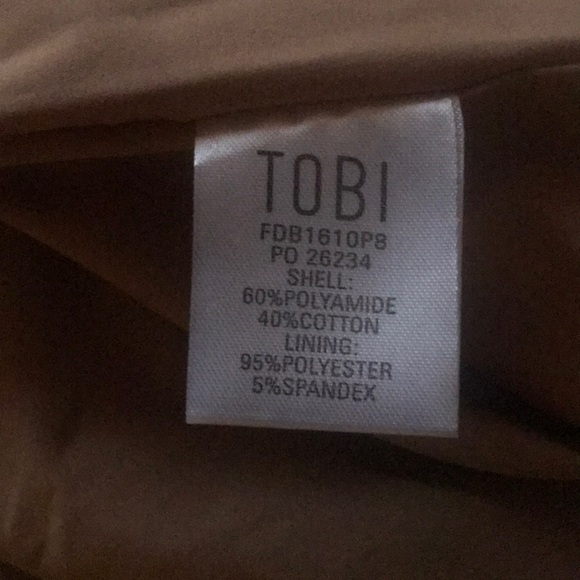 TOBI
FDB1610P8
PO 26234
SHELL:
60%POLYAMIDE
40%COTTON
LINING:
95%POLYESTER
5%SPANDEX